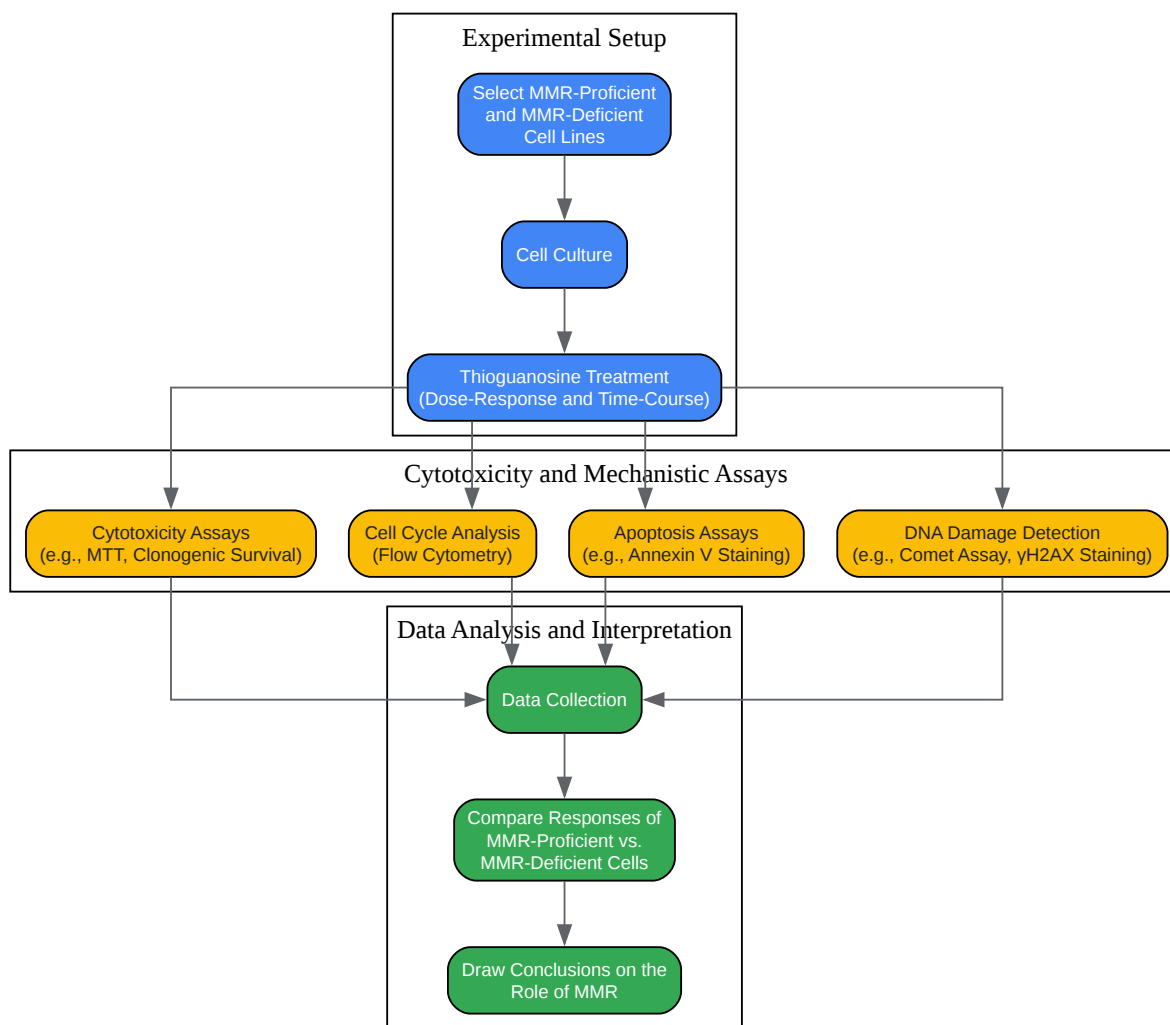 Experimental Setup
Select MMR-Proficient
and MMR-Deficient
Cell Lines
Cell Culture
Thioguanosine Treatment
(Dose-Response and Time-Course)
Cytotoxicity and Mechanistic Assays
Cytotoxicity Assays
(e.g., MTT, Clonogenic Survival)
Cell Cycle Analysis
(Flow Cytometry)
Apoptosis Assays
(e.g., Annexin V Staining)
DNA Damage Detection
(e.g., Comet Assay, γH2AX Staining)
Data Analysis and Interpretation
Data Collection
Compare Responses of
MMR-Proficient vs.
MMR-Deficient Cells
Draw Conclusions on the
Role of MMR